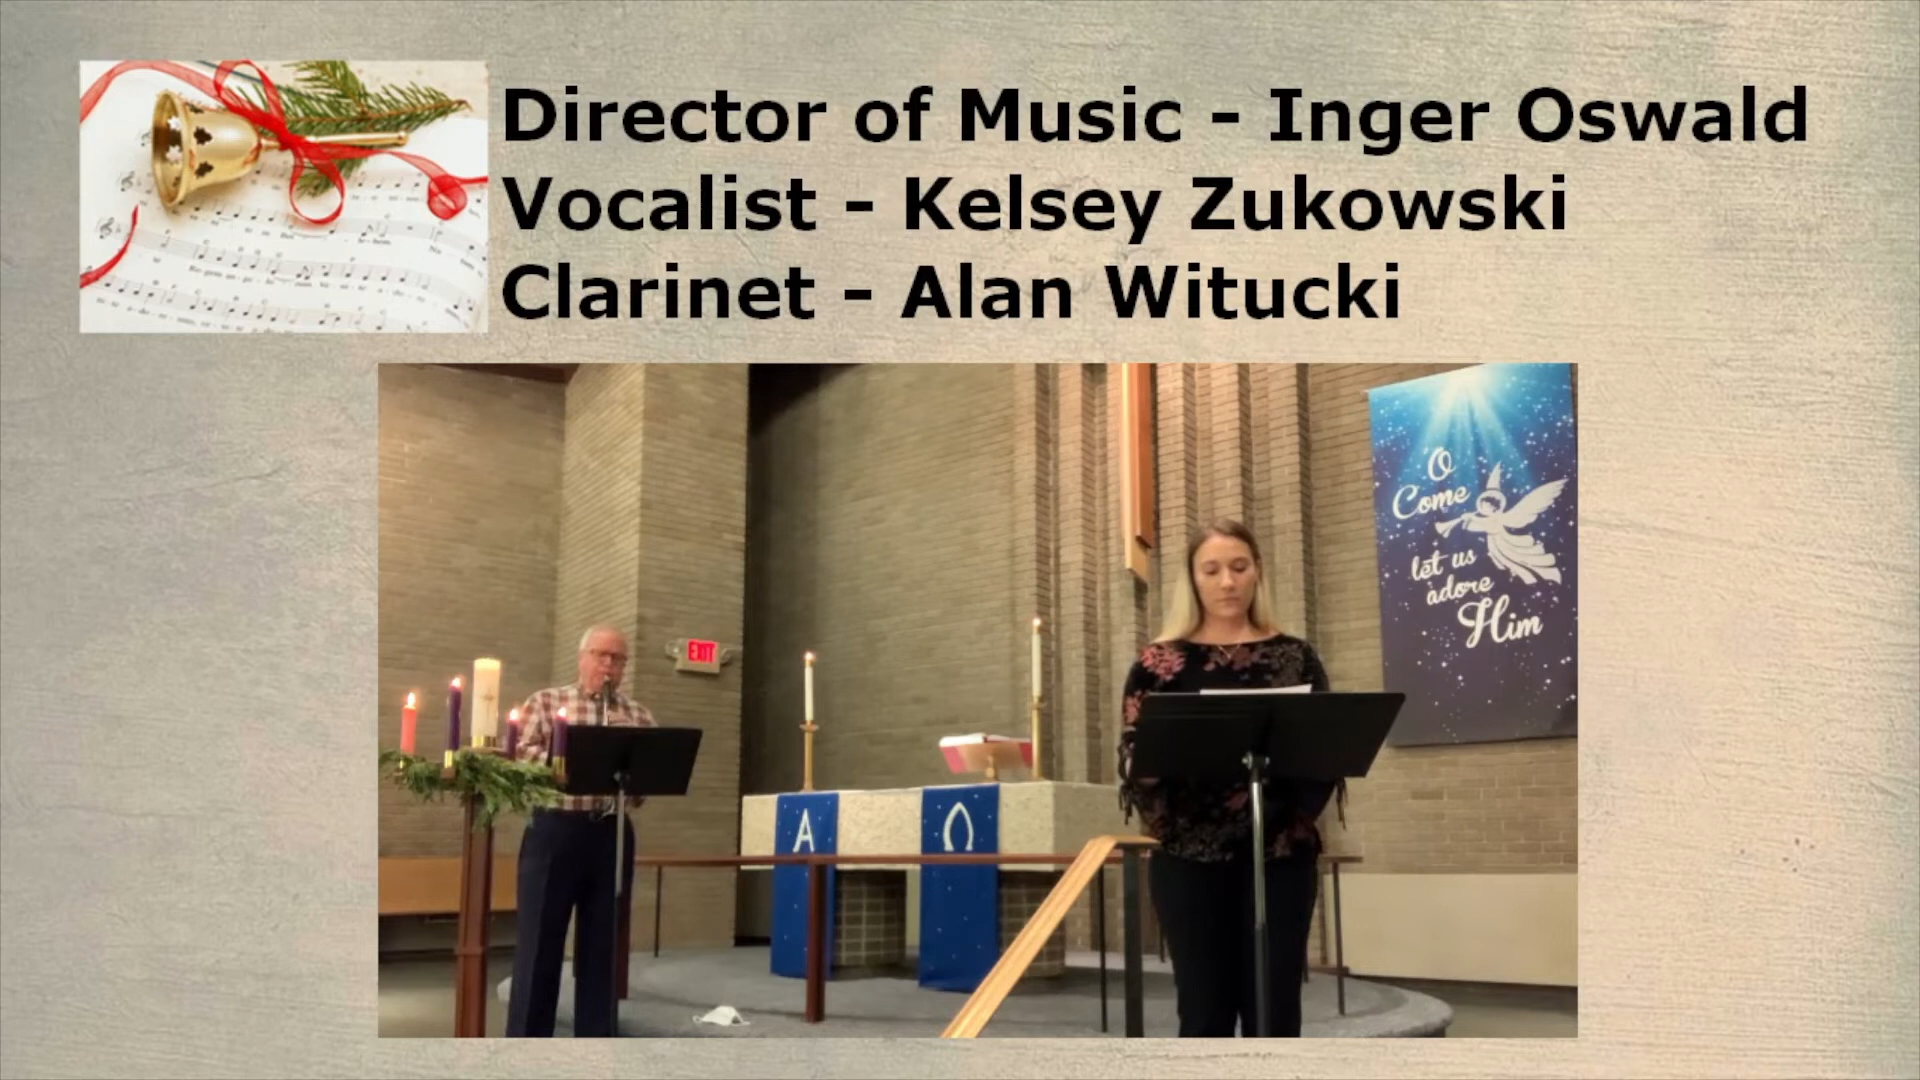 Director of Music - Inger Oswald
Vocalist - Kelsey Zukowski
Clarinet - Alan Witucki
O
Come
let us
adore
Him
EXIT
A
Ω